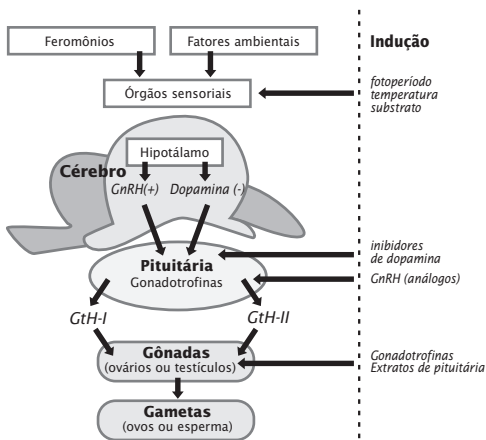 Feromônios
Fatores ambientais
Indução
Órgãos sensoriais
fotoperíodo
temperatura
substrato
Hipotálamo
Cérebro
GnRH(+)
Dopamina (-)
inibidores
de dopamina
Pituitária
Gonadotrofinas
GnRH (análogos)
GtH-I
GtH-II
Gônadas
(ovários ou testículos)
Gonadotrofinas
Extratos de pituitária
Gametas
(ovos ou esperma)